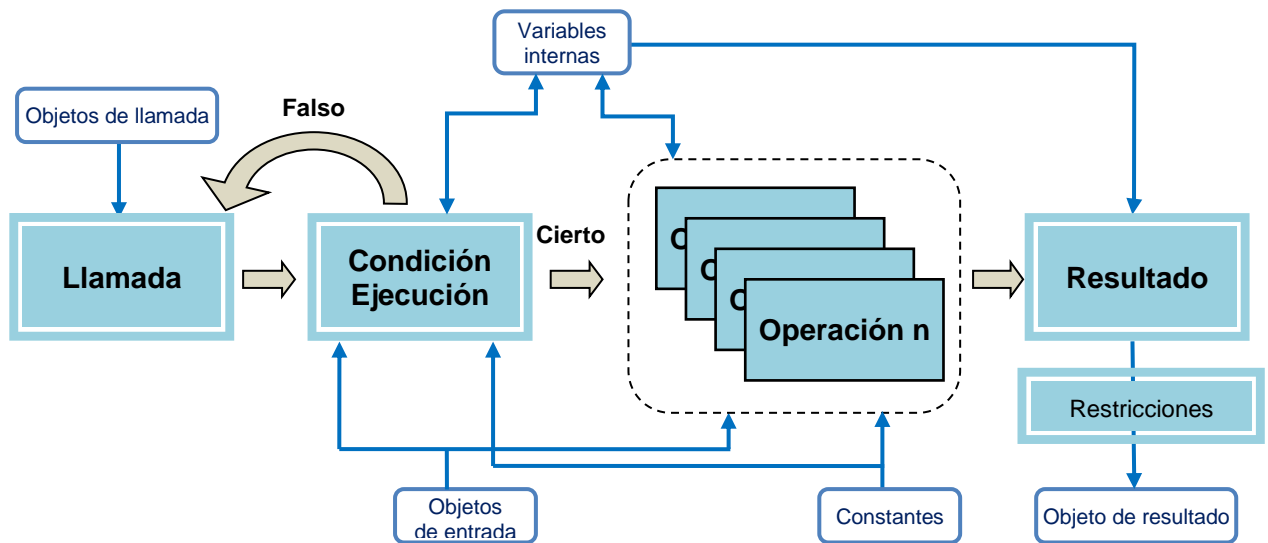 Variables
internas
Objetos de llamada
Falso
Llamada
Condición
Ejecución
Cierto
O
O
O
Operación n
Resultado
Restricciones
Objetos
de entrada
Constantes
Objeto de resultado